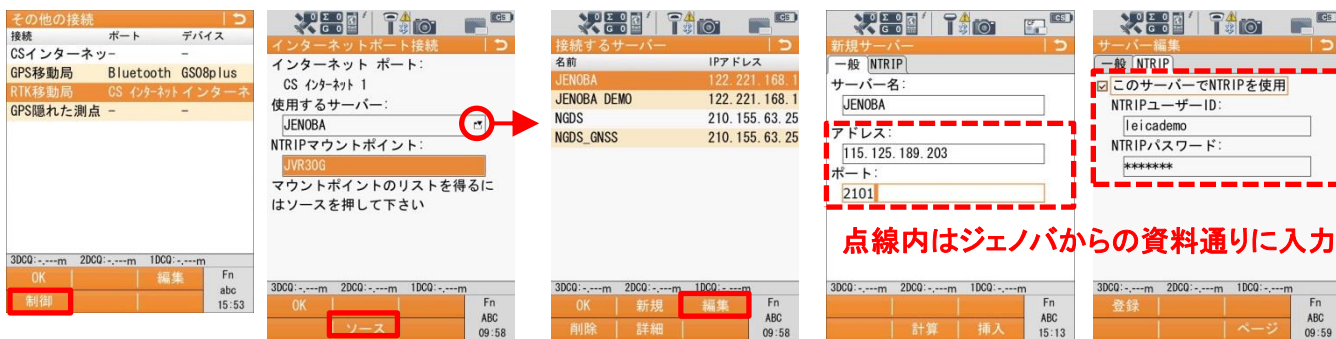 その他の接続
接続 ポート デバイス
CSインターネッ- -
GPS移動局 Bluetooth GS08plus
RTK移動局 CS インターネット インターネ
GPS隠れた測点 - -
3DCQ:-.---m 2DCQ:-.---m 1DCQ:-.---m
OK 編集 Fn
abc
制御 15:53
CS
インターネットポート接続
インターネット ポート:
CS インターネット 1
使用するサーバー:
JENOBA
NTRIPマウントポイント:
JVR30G
マウントポイントのリストを得るに
はソースを押して下さい
3DCQ:-.---m 2DCQ:-.---m 1DCQ:-.---m
OK Fn
ABC
ソース 09:58
CS
接続するサーバー
名前 IPアドレス
JENOBA 122.221.168.1
JENOBA DEMO 122.221.168.1
NGDS 210.155.63.25
NGDS_GNSS 210.155.63.25
3DCQ:-.---m 2DCQ:-.---m 1DCQ:-.---m
OK 新規 編集 Fn
ABC
削除 詳細 09:58
CS
新規サーバー
一般 NTRIP
サーバー名:
JENOBA
アドレス:
115.125.189.203
ポート:
2101
3DCQ:-.---m 2DCQ:-.---m 1DCQ:-.---m
Fn
ABC
計算 挿入 15:13
CS
サーバー編集
一般 NTRIP
このサーバーでNTRIPを使用
NTRIPユーザーID:
leicademo
NTRIPパスワード:
*******
点線内はジェノバからの資料通りに入力
3DCQ:-.---m 2DCQ:-.---m 1DCQ:-.---m
登録 Fn
ABC
ページ 09:59